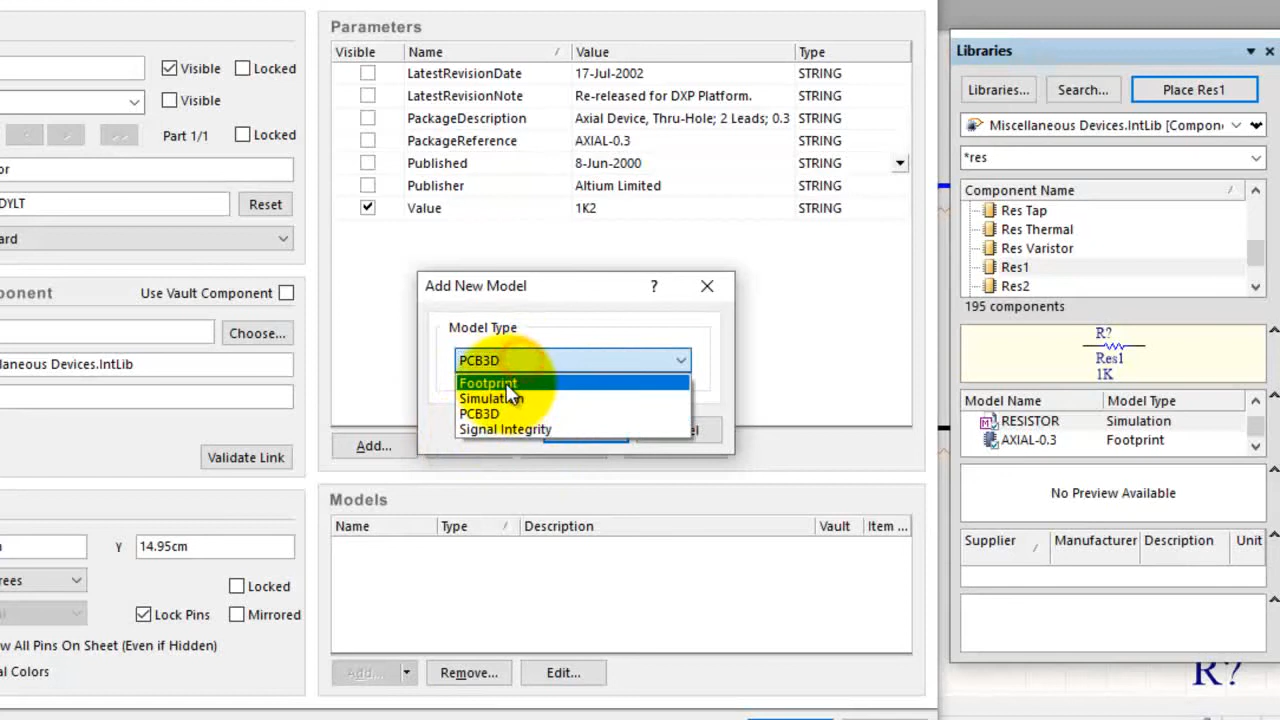 Parameters
Visible Name / Value Type
LatestRevisionDate 17-Jul-2002 STRING
LatestRevisionNote Re-released for DXP Platform. STRING
PackageDescription Axial Device, Thru-Hole; 2 Leads; 0.3 STRING
PackageReference AXIAL-0.3 STRING
Published 8-Jun-2000 STRING
Publisher Altium Limited STRING
Value 1K2 STRING
Visible Locked
Visible
Part 1/1 Locked
or
DYLT Reset
ard
ponent Use Vault Component
Choose...
laneous Devices.IntLib
Validate Link
Y 14.95cm
rees Locked
Lock Pins Mirrored
w All Pins On Sheet (Even if Hidden)
al Colors
Add New Model ?
Model Type
PCB3D
Footprint
Simulation
PCB3D
Signal Integrity
el
Add...
Models
Name Type / Description Vault Item ...
Add... Remove... Edit...
Libraries
Libraries... Search... Place Res1
Miscellaneous Devices.IntLib [Compon
*res
Component Name /
Res Tap
Res Thermal
Res Varistor
Res1
Res2
195 components
R?
Res1
1K
Model Name Model Type
RESISTOR Simulation
AXIAL-0.3 Footprint
No Preview Available
Supplier / Manufacturer Description Unit
R?